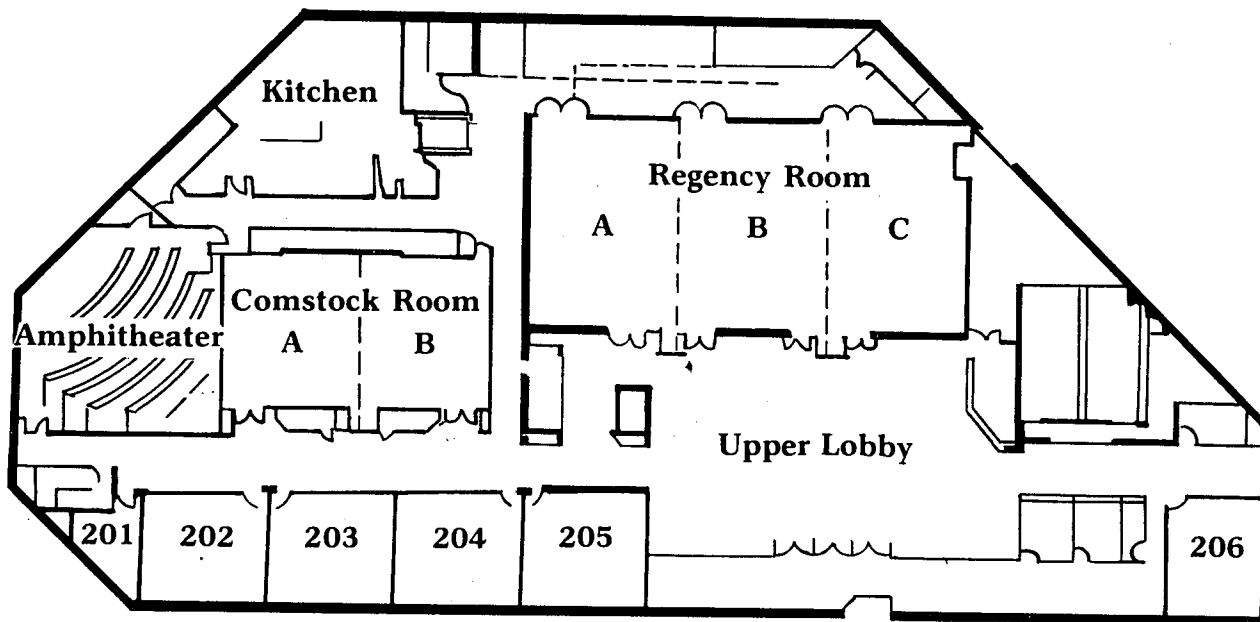 Kitchen
Regency Room
A
B
C
Comstock Room
A
B
Amphitheater
Upper Lobby
201
202
203
204
205
206